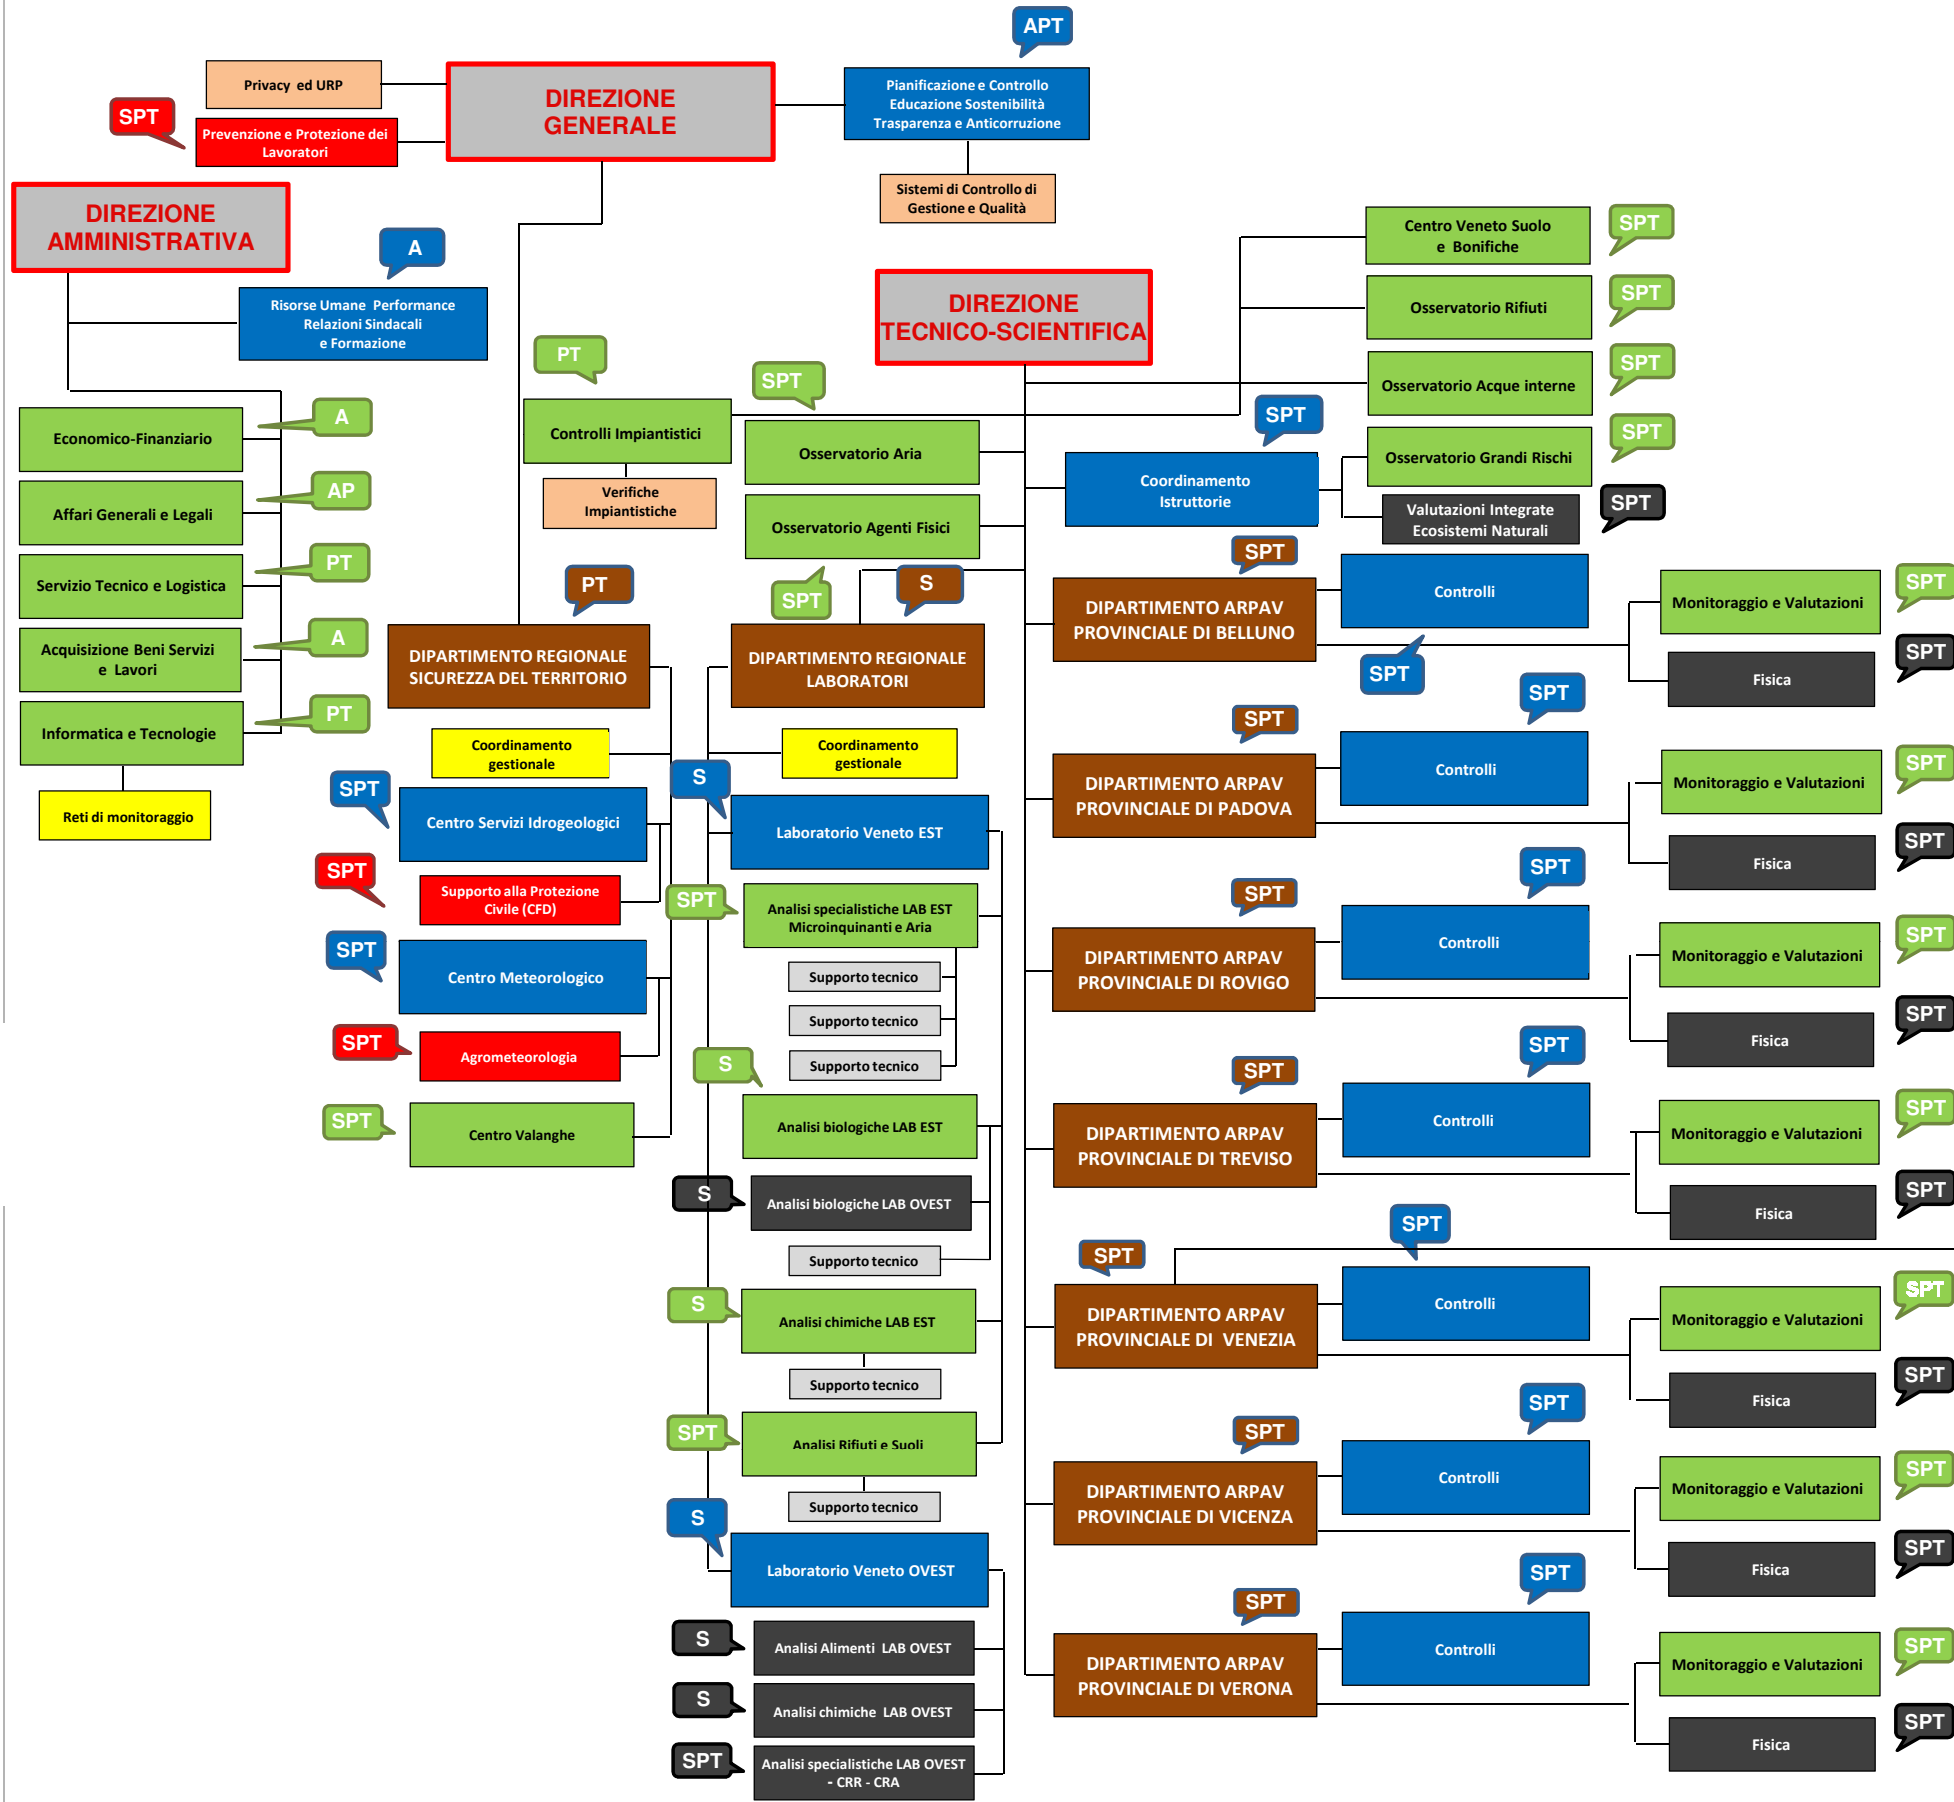 APT
Privacy ed URP
DIREZIONE
GENERALE
Pianificazione e Controllo
Educazione Sostenibilità
Trasparenza e Anticorruzione
SPT
Prevenzione e Protezione dei
Lavoratori
Sistemi di Controllo di
Gestione e Qualità
DIREZIONE
AMMINISTRATIVA
A
Risorse Umane Performance
Relazioni Sindacali
e Formazione
A
Economico-Finanziario
AP
Affari Generali e Legali
PT
Servizio Tecnico e Logistica
A
Acquisizione Beni Servizi
e Lavori
PT
Informatica e Tecnologie
Reti di monitoraggio
PT
Controlli Impiantistici
Verifiche
Impiantistiche
DIREZIONE
TECNICO-SCIENTIFICA
Centro Veneto Suolo
e Bonifiche
SPT
Osservatorio Rifiuti
SPT
Osservatorio Acque interne
SPT
SPT
Osservatorio Aria
Osservatorio Agenti Fisici
SPT
SPT
Coordinamento
Istruttorie
Osservatorio Grandi Rischi
SPT
Valutazioni Integrate
Ecosistemi Naturali
SPT
PT
DIPARTIMENTO REGIONALE
SICUREZZA DEL TERRITORIO
Coordinamento
gestionale
SPT
Centro Servizi Idrogeologici
SPT
Supporto alla Protezione
Civile (CFD)
SPT
Centro Meteorologico
SPT
Agrometeorologia
SPT
Centro Valanghe
S
DIPARTIMENTO REGIONALE
LABORATORI
Coordinamento
gestionale
S
Laboratorio Veneto EST
SPT
Analisi specialistiche LAB EST
Microinquinanti e Aria
Supporto tecnico
Supporto tecnico
Supporto tecnico
S
Analisi biologiche LAB EST
S
Analisi biologiche LAB OVEST
Supporto tecnico
S
Analisi chimiche LAB EST
Supporto tecnico
SPT
Analisi Rifiuti e Suoli
Supporto tecnico
S
Laboratorio Veneto OVEST
S
Analisi Alimenti LAB OVEST
S
Analisi chimiche LAB OVEST
SPT
Analisi specialistiche LAB OVEST
- CRR - CRA
SPT
DIPARTIMENTO ARPAV
PROVINCIALE DI BELLUNO
Controlli
SPT
Monitoraggio e Valutazioni
SPT
Fisica
SPT
SPT
DIPARTIMENTO ARPAV
PROVINCIALE DI PADOVA
SPT
Controlli
Monitoraggio e Valutazioni
SPT
Fisica
SPT
SPT
DIPARTIMENTO ARPAV
PROVINCIALE DI ROVIGO
SPT
Controlli
Monitoraggio e Valutazioni
SPT
Fisica
SPT
SPT
DIPARTIMENTO ARPAV
PROVINCIALE DI TREVISO
SPT
Controlli
Monitoraggio e Valutazioni
SPT
Fisica
SPT
SPT
DIPARTIMENTO ARPAV
PROVINCIALE DI VENEZIA
SPT
Controlli
Monitoraggio e Valutazioni
SPT
Fisica
SPT
SPT
DIPARTIMENTO ARPAV
PROVINCIALE DI VICENZA
SPT
Controlli
Monitoraggio e Valutazioni
SPT
Fisica
SPT
SPT
DIPARTIMENTO ARPAV
PROVINCIALE DI VERONA
SPT
Controlli
Monitoraggio e Valutazioni
SPT
Fisica
SPT